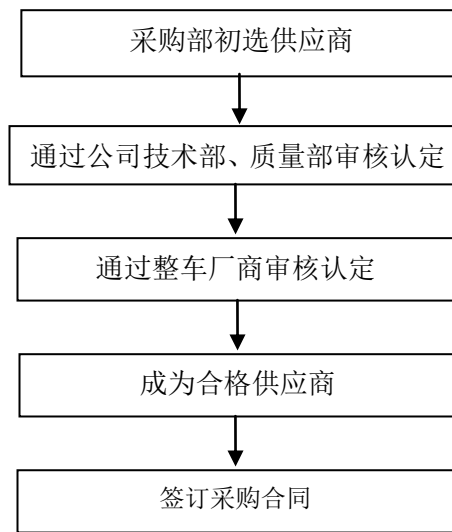 采购部初选供应商
通过公司技术部、质量部审核认定
通过整车厂商审核认定
成为合格供应商
签订采购合同